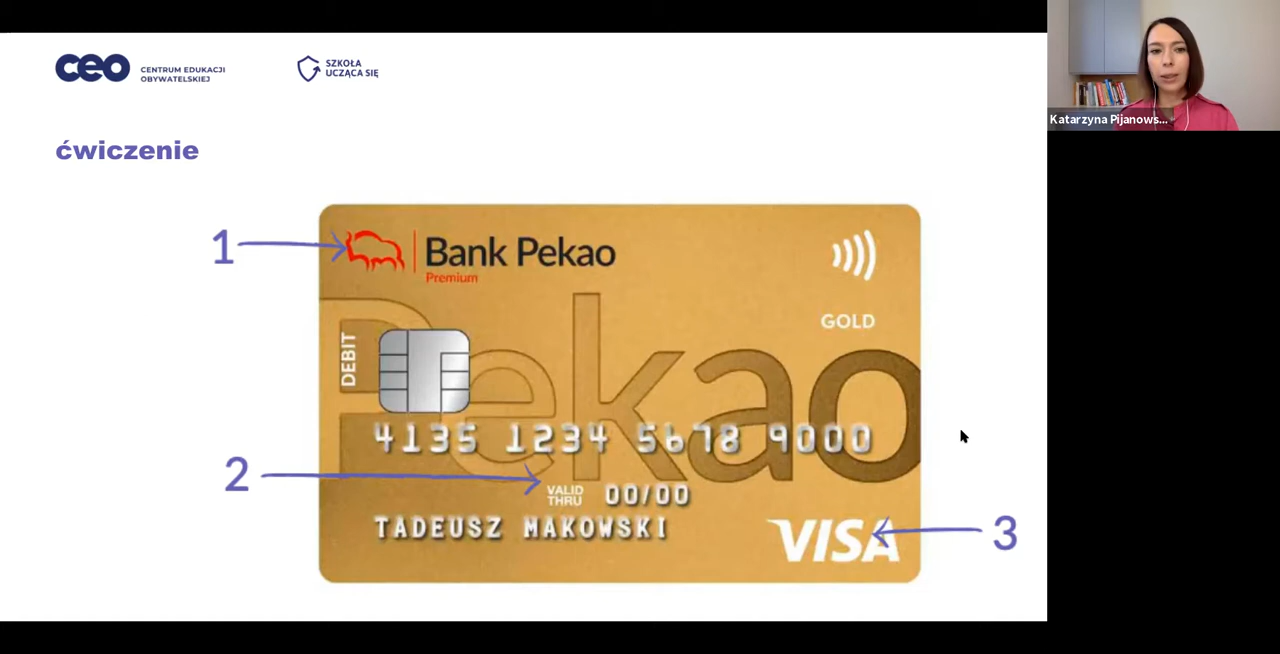 ceo CENTRUM EDUKACJI
OBYWATELSKIEJ
SZKOŁA
UCZĄCA SIĘ
Katarzyna Pijanows...
ćwiczenie
1
Bank Pekao
Premium
GOLD
DEBIT
Pekao
4135 1234 5678 9000
2
VALID
THRU 00/00
TADEUSZ MAKOWSKI
VISA
3